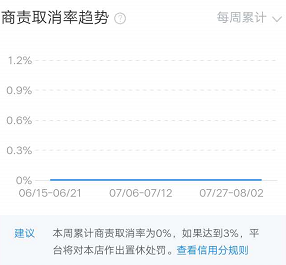 商责取消率趋势 ? 每周累计
1.2%
0.9%
0.6%
0.3%
0%
06/15-06/21 07/06-07/12 07/27-08/02
建议 本周累计商责取消率为0%，如果达到3%，平
台将对本店作出置休处罚。查看信用分规则